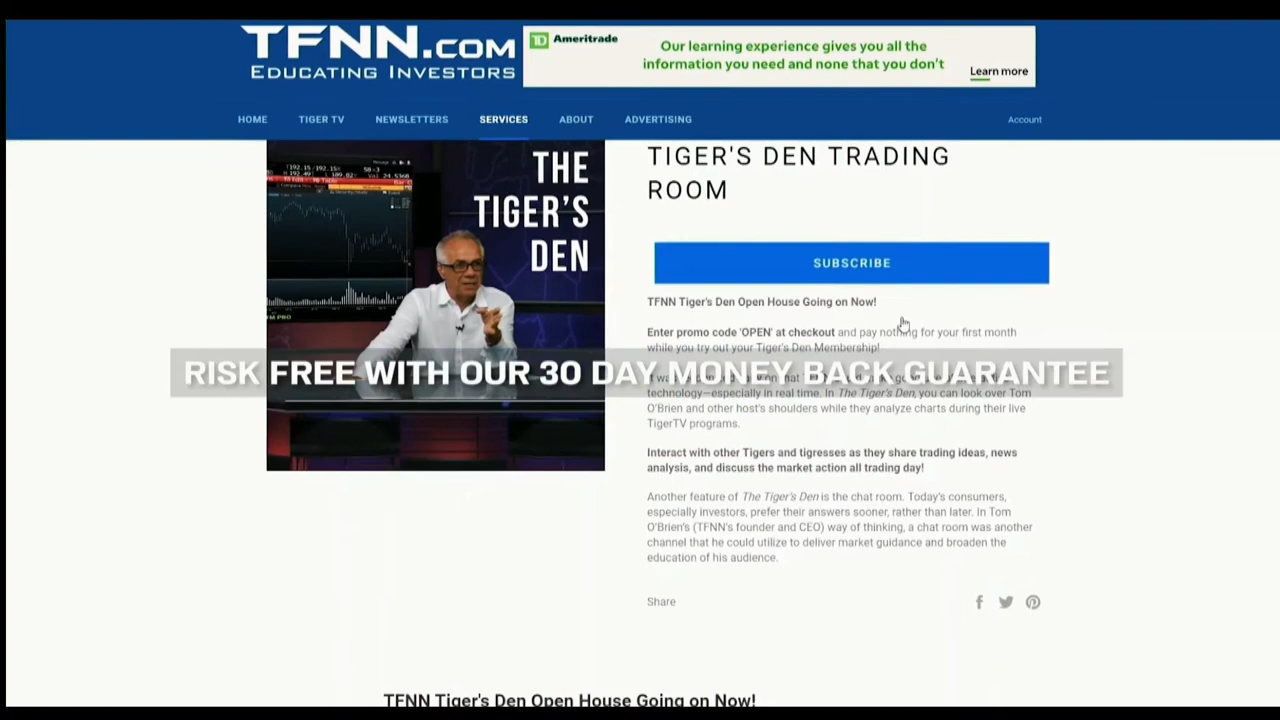 TFNN.COM
EDUCATING INVESTORS
Ameritrade
Our learning experience gives you all the
information you need and none that you don't
Learn more
HOME
TIGER TV
NEWSLETTERS
SERVICES
ABOUT
ADVERTISING
Account
THE
TIGER'S
DEN
TIGER'S DEN TRADING
ROOM
SUBSCRIBE
TFNN Tiger's Den Open House Going on Now!
Enter promo code 'OPEN' at checkout and pay nothing for your first month
while you try out your Tiger's Den Membership!
RISK FREE WITH OUR 30 DAY MONEY BACK GUARANTEE
technology—especially in real time. In The Tiger's Den, you can look over Tom
O'Brien and other host's shoulders while they analyze charts during their live
TigerTV programs.
Interact with other Tigers and tigresses as they share trading ideas, news
analysis, and discuss the market action all trading day!
Another feature of The Tiger's Den is the chat room. Today's consumers,
especially investors, prefer their answers sooner, rather than later. In Tom
O'Brien's (TFNN's founder and CEO) way of thinking, a chat room was another
channel that he could utilize to deliver market guidance and broaden the
education of his audience.
Share
TFNN Tiger's Den Open House Going on Now!